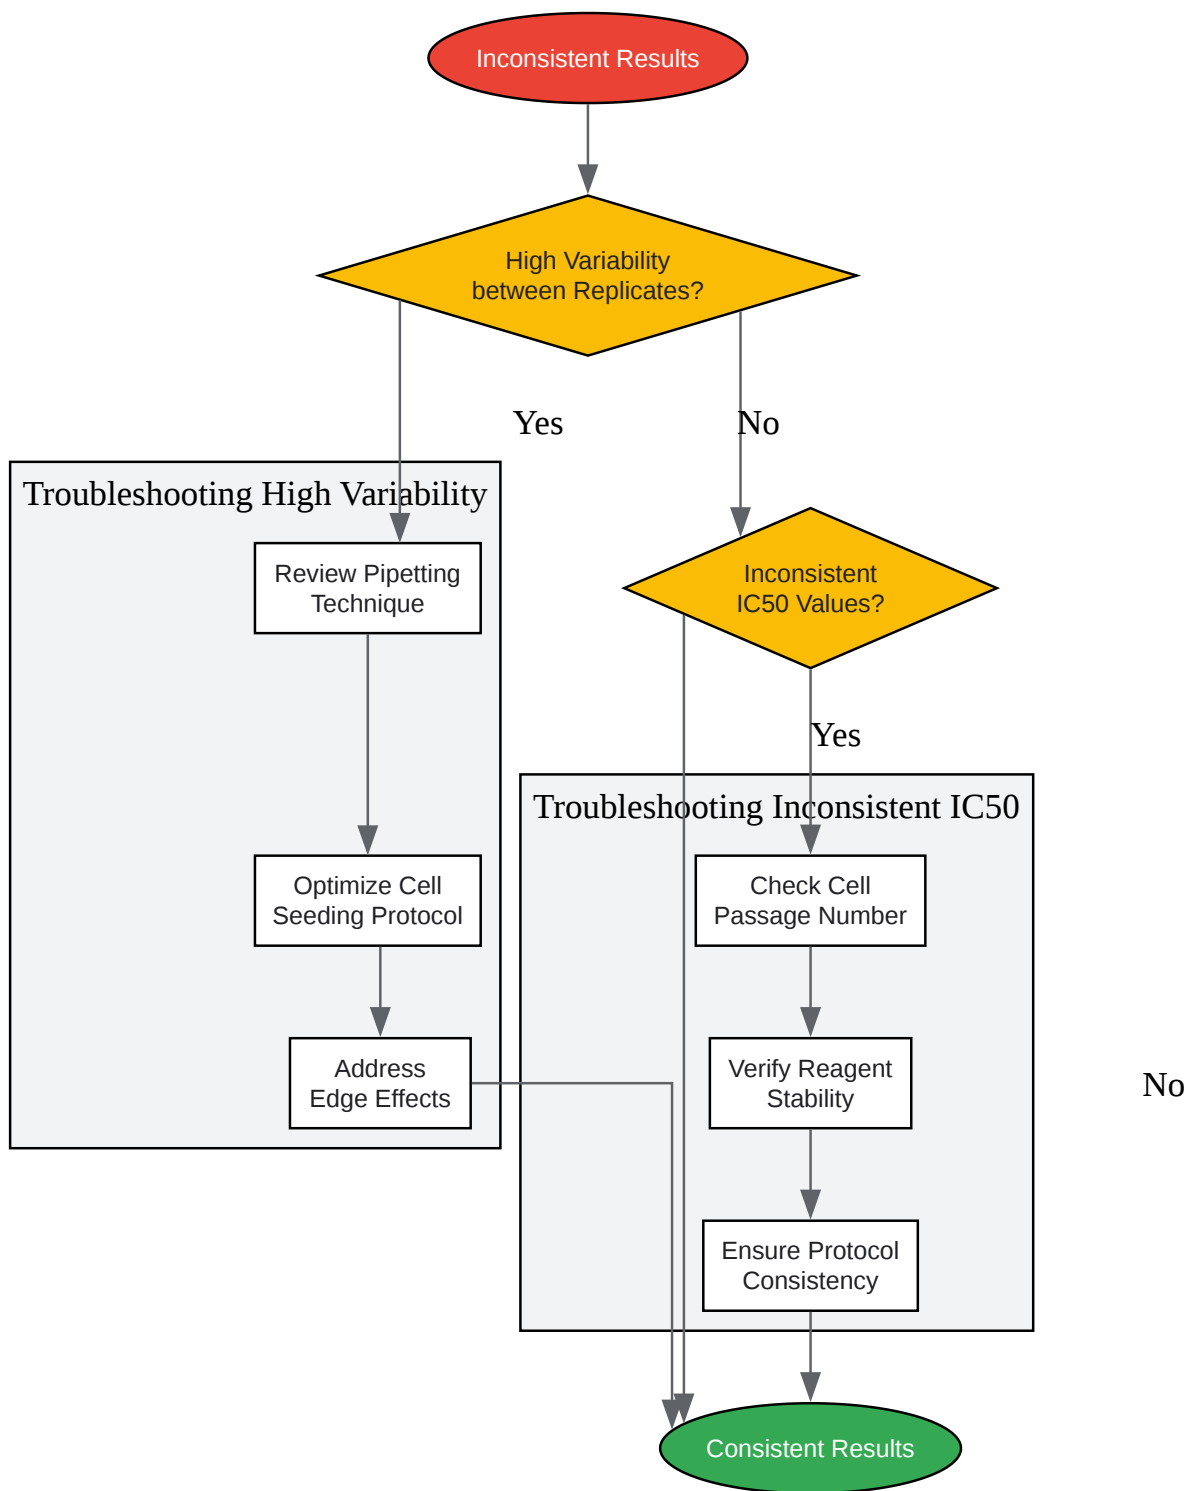 Inconsistent Results
High Variability
between Replicates?
Yes
No
Troubleshooting High Variability
Review Pipetting
Technique
Inconsistent
IC50 Values?
Yes
Troubleshooting Inconsistent IC50
Optimize Cell
Seeding Protocol
Check Cell
Passage Number
Address
Edge Effects
Verify Reagent
Stability
No
Ensure Protocol
Consistency
Consistent Results